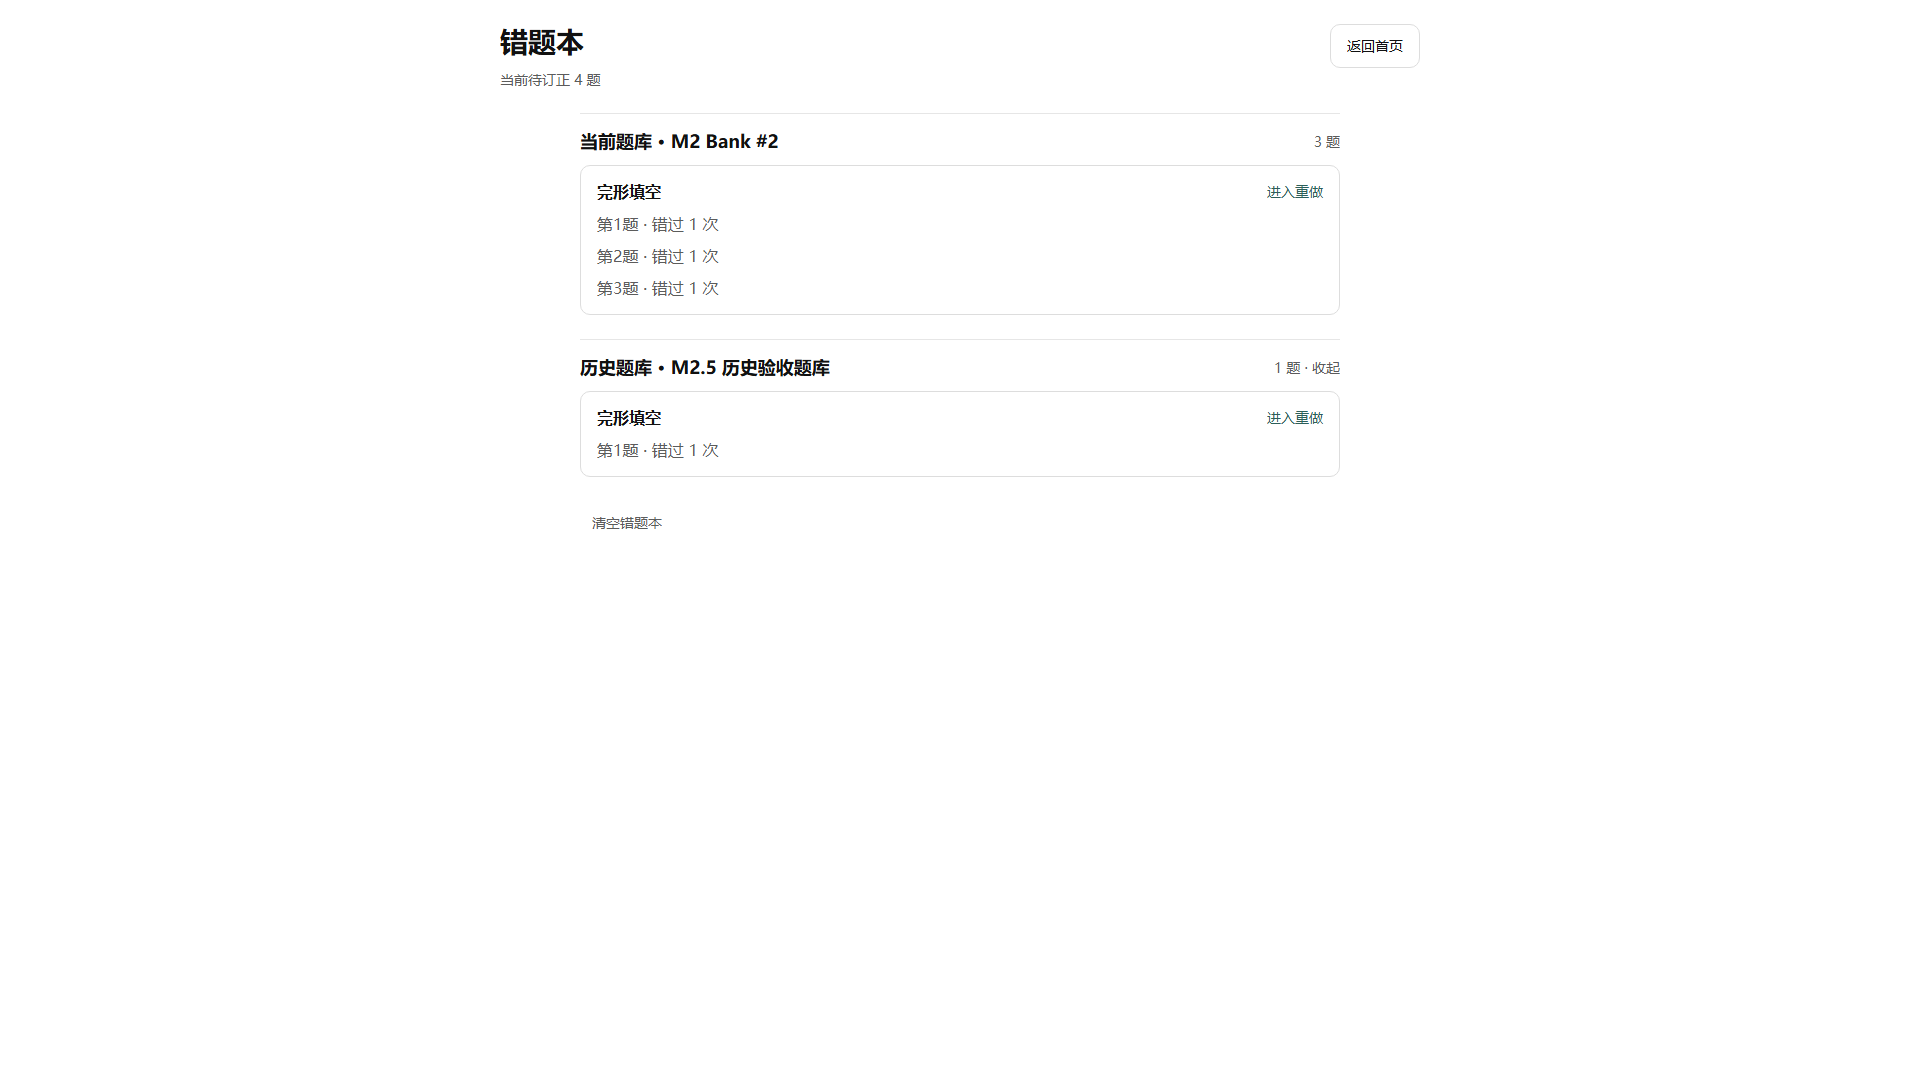 错题本
返回首页
当前待订正 4 题
当前题库 • M2 Bank #2
3 题
完形填空
进入重做
第1题 · 错过 1 次
第2题 · 错过 1 次
第3题 · 错过 1 次
历史题库 • M2.5 历史验收题库
1 题 · 收起
完形填空
进入重做
第1题 · 错过 1 次
清空错题本